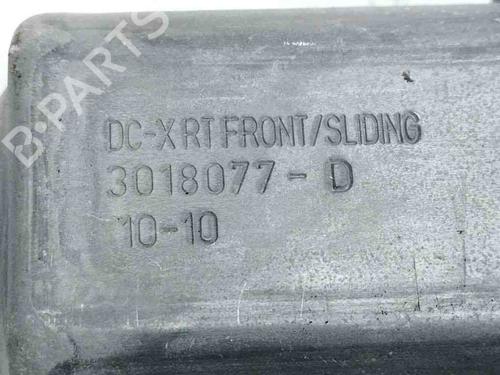 DC-X RT FRONT/SLIDING
3018077-D
10-10
B-PARTS